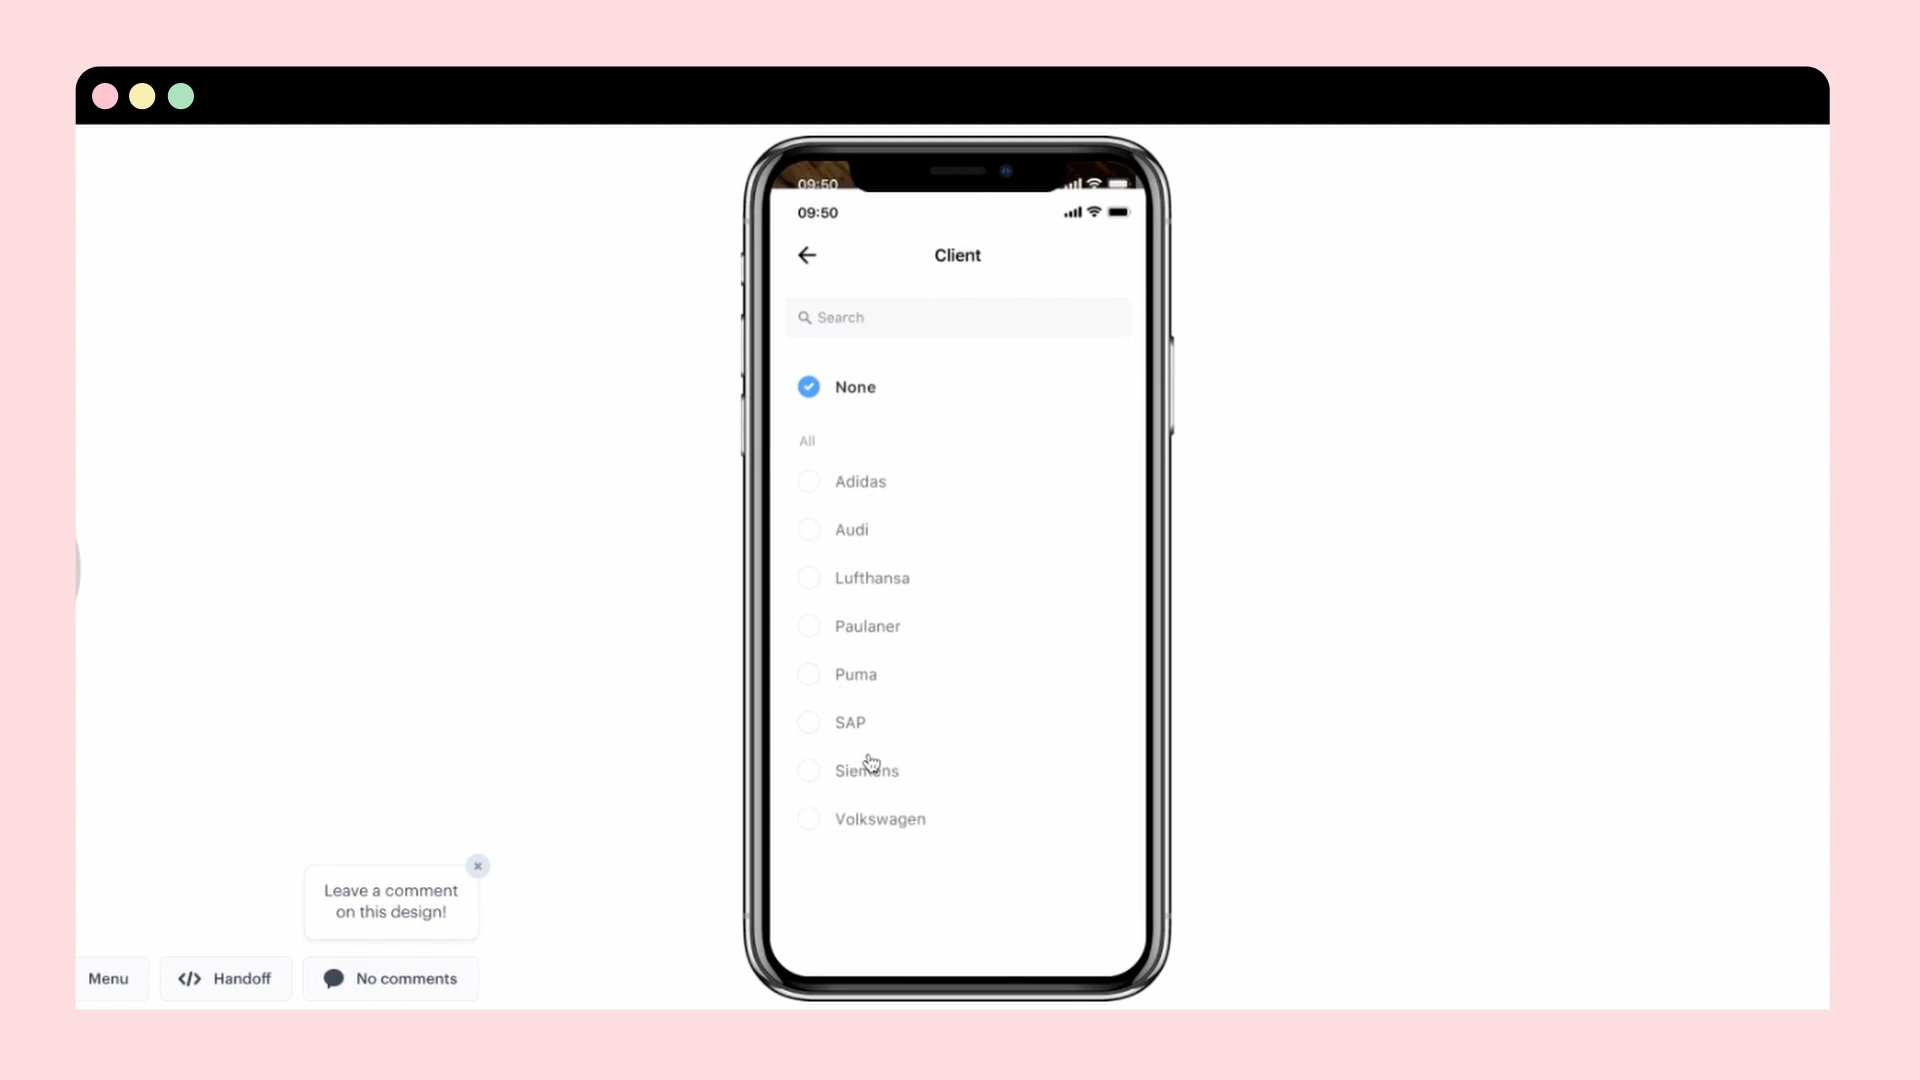 09:50
09:50
Client
Search
None
All
Adidas
Audi
Lufthansa
Paulaner
Puma
SAP
Siemens
Volkswagen
Leave a comment
on this design!
Menu
Handoff
No comments